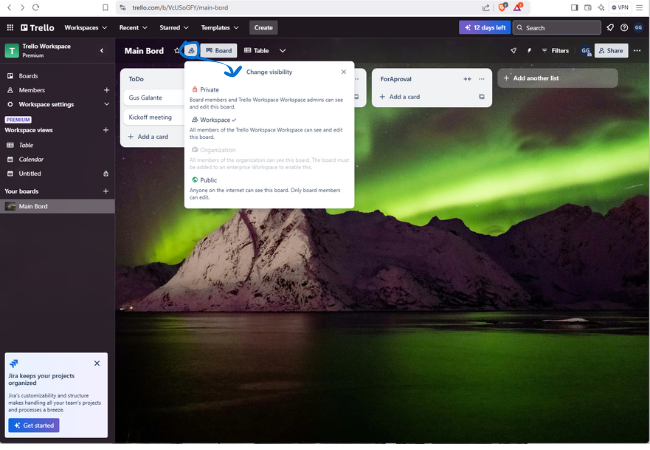 trello.com/b/YcUSoGFY/main-bord
VPN
Trello Workspaces Recent Starred Templates Create 12 days left Search GG
T Trello Workspace
Premium
Main Bord Board Table Filters GG Share
Boards
Members
Workspace settings
PREMIUM
Workspace views
Table
Calendar
Untitled
Your boards
Main Bord
ToDo
Gus Galante
Kickoff meeting
+ Add a card
Change visibility
Private
Board members and Trello Workspace Workspace admins can see
and edit this board.
Workspace
All members of the Trello Workspace Workspace can see and edit
this board.
Organization
All members of the organization can see this board. The board must
be added to an enterprise Workspace to enable this.
Public
Anyone on the internet can see this board. Only board members
can edit.
ForAproval
+ Add a card
+ Add another list
Jira keeps your projects
organized
Jira's customizability and structure
makes handling all your team's projects
and processes a breeze.
Get started